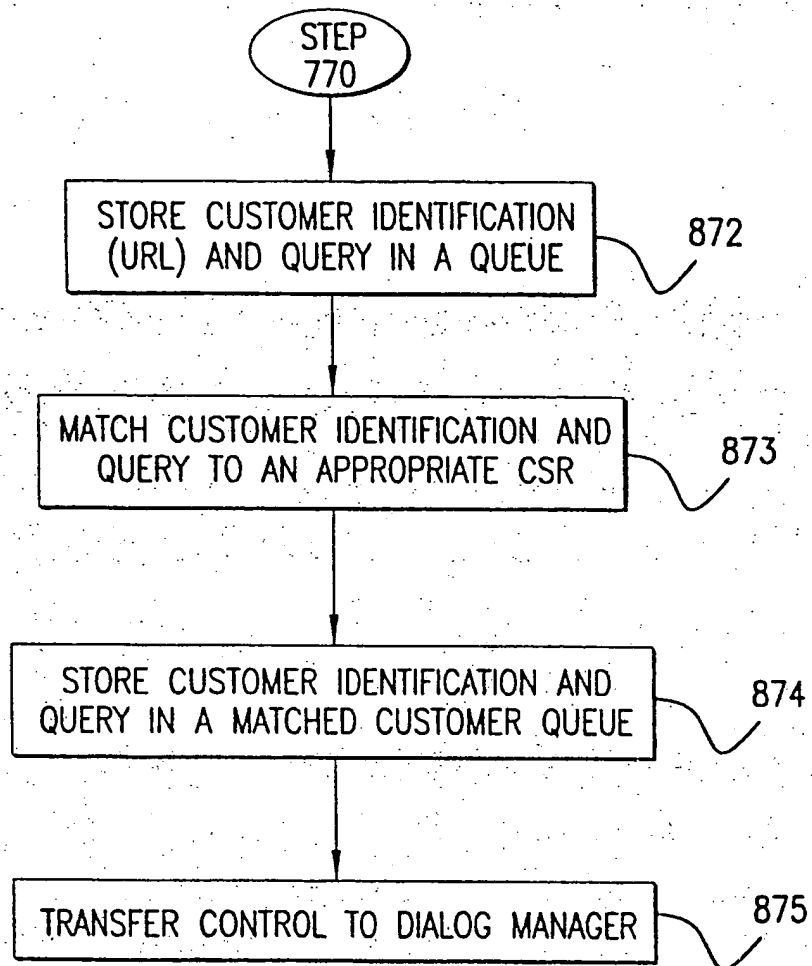 STEP
770
STORE CUSTOMER IDENTIFICATION
(URL) AND QUERY IN A QUEUE
872
MATCH CUSTOMER IDENTIFICATION AND
QUERY TO AN APPROPRIATE CSR
873
STORE CUSTOMER IDENTIFICATION AND
QUERY IN A MATCHED CUSTOMER QUEUE
874
TRANSFER CONTROL TO DIALOG MANAGER
875